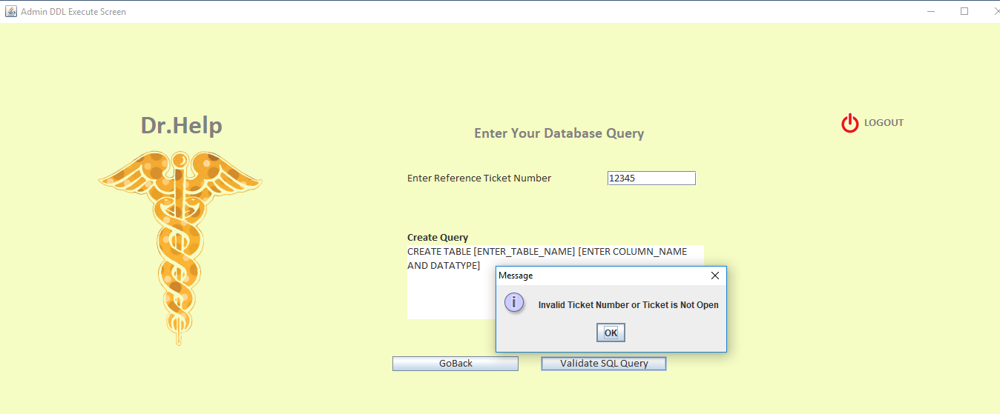 Admin DDL Execute Screen
Dr.Help
Enter Your Database Query
LOGOUT
Enter Reference Ticket Number
12345
Create Query
CREATE TABLE [ENTER_TABLE_NAME] [ENTER COLUMN_NAME
AND DATATYPE]
Message
Invalid Ticket Number or Ticket is Not Open
OK
GoBack
Validate SQL Query